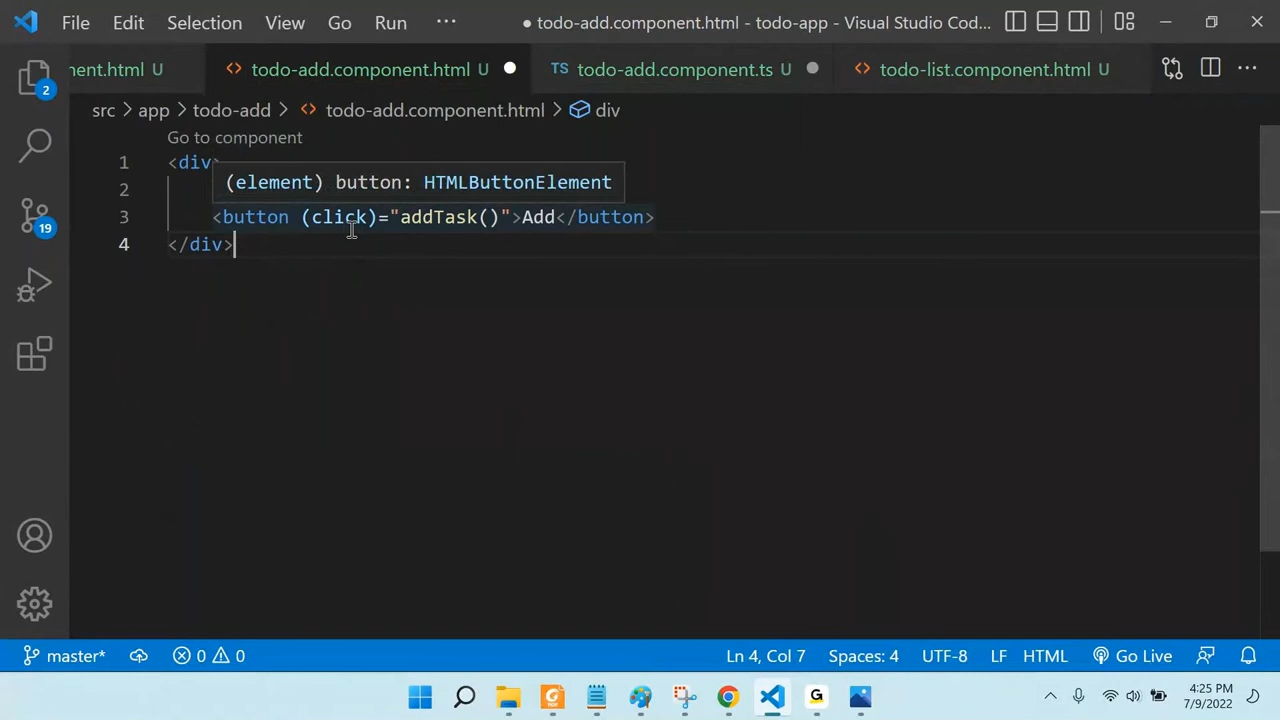 File Edit Selection View Go Run ··· ● todo-add.component.html - todo-app - Visual Studio Cod...
nent.html U todo-add.component.html U TS todo-add.component.ts U todo-list.component.html U ···
2
src > app > todo-add > todo-add.component.html > div
Go to component
1 <div>
2 (element) button: HTMLButtonElement
3 <button (click)="addTask()">Add</button>
4 </div>
19
master* 0 0 Ln 4, Col 7 Spaces: 4 UTF-8 LF HTML Go Live
G 4:25 PM
7/9/2022